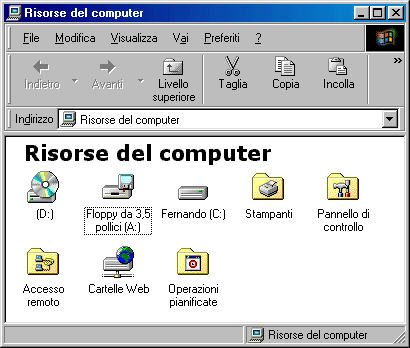 Risorse del computer
File Modifica Visualizza Vai Preferiti ?
Indietro Avanti Livello superiore Taglia Copia Incolla »
Indirizzo Risorse del computer
Risorse del computer
(D:) Floppy da 3,5 pollici (A:) Fernando (C:) Stampanti Pannello di controllo
Accesso remoto Cartelle Web Operazioni pianificate
Risorse del computer